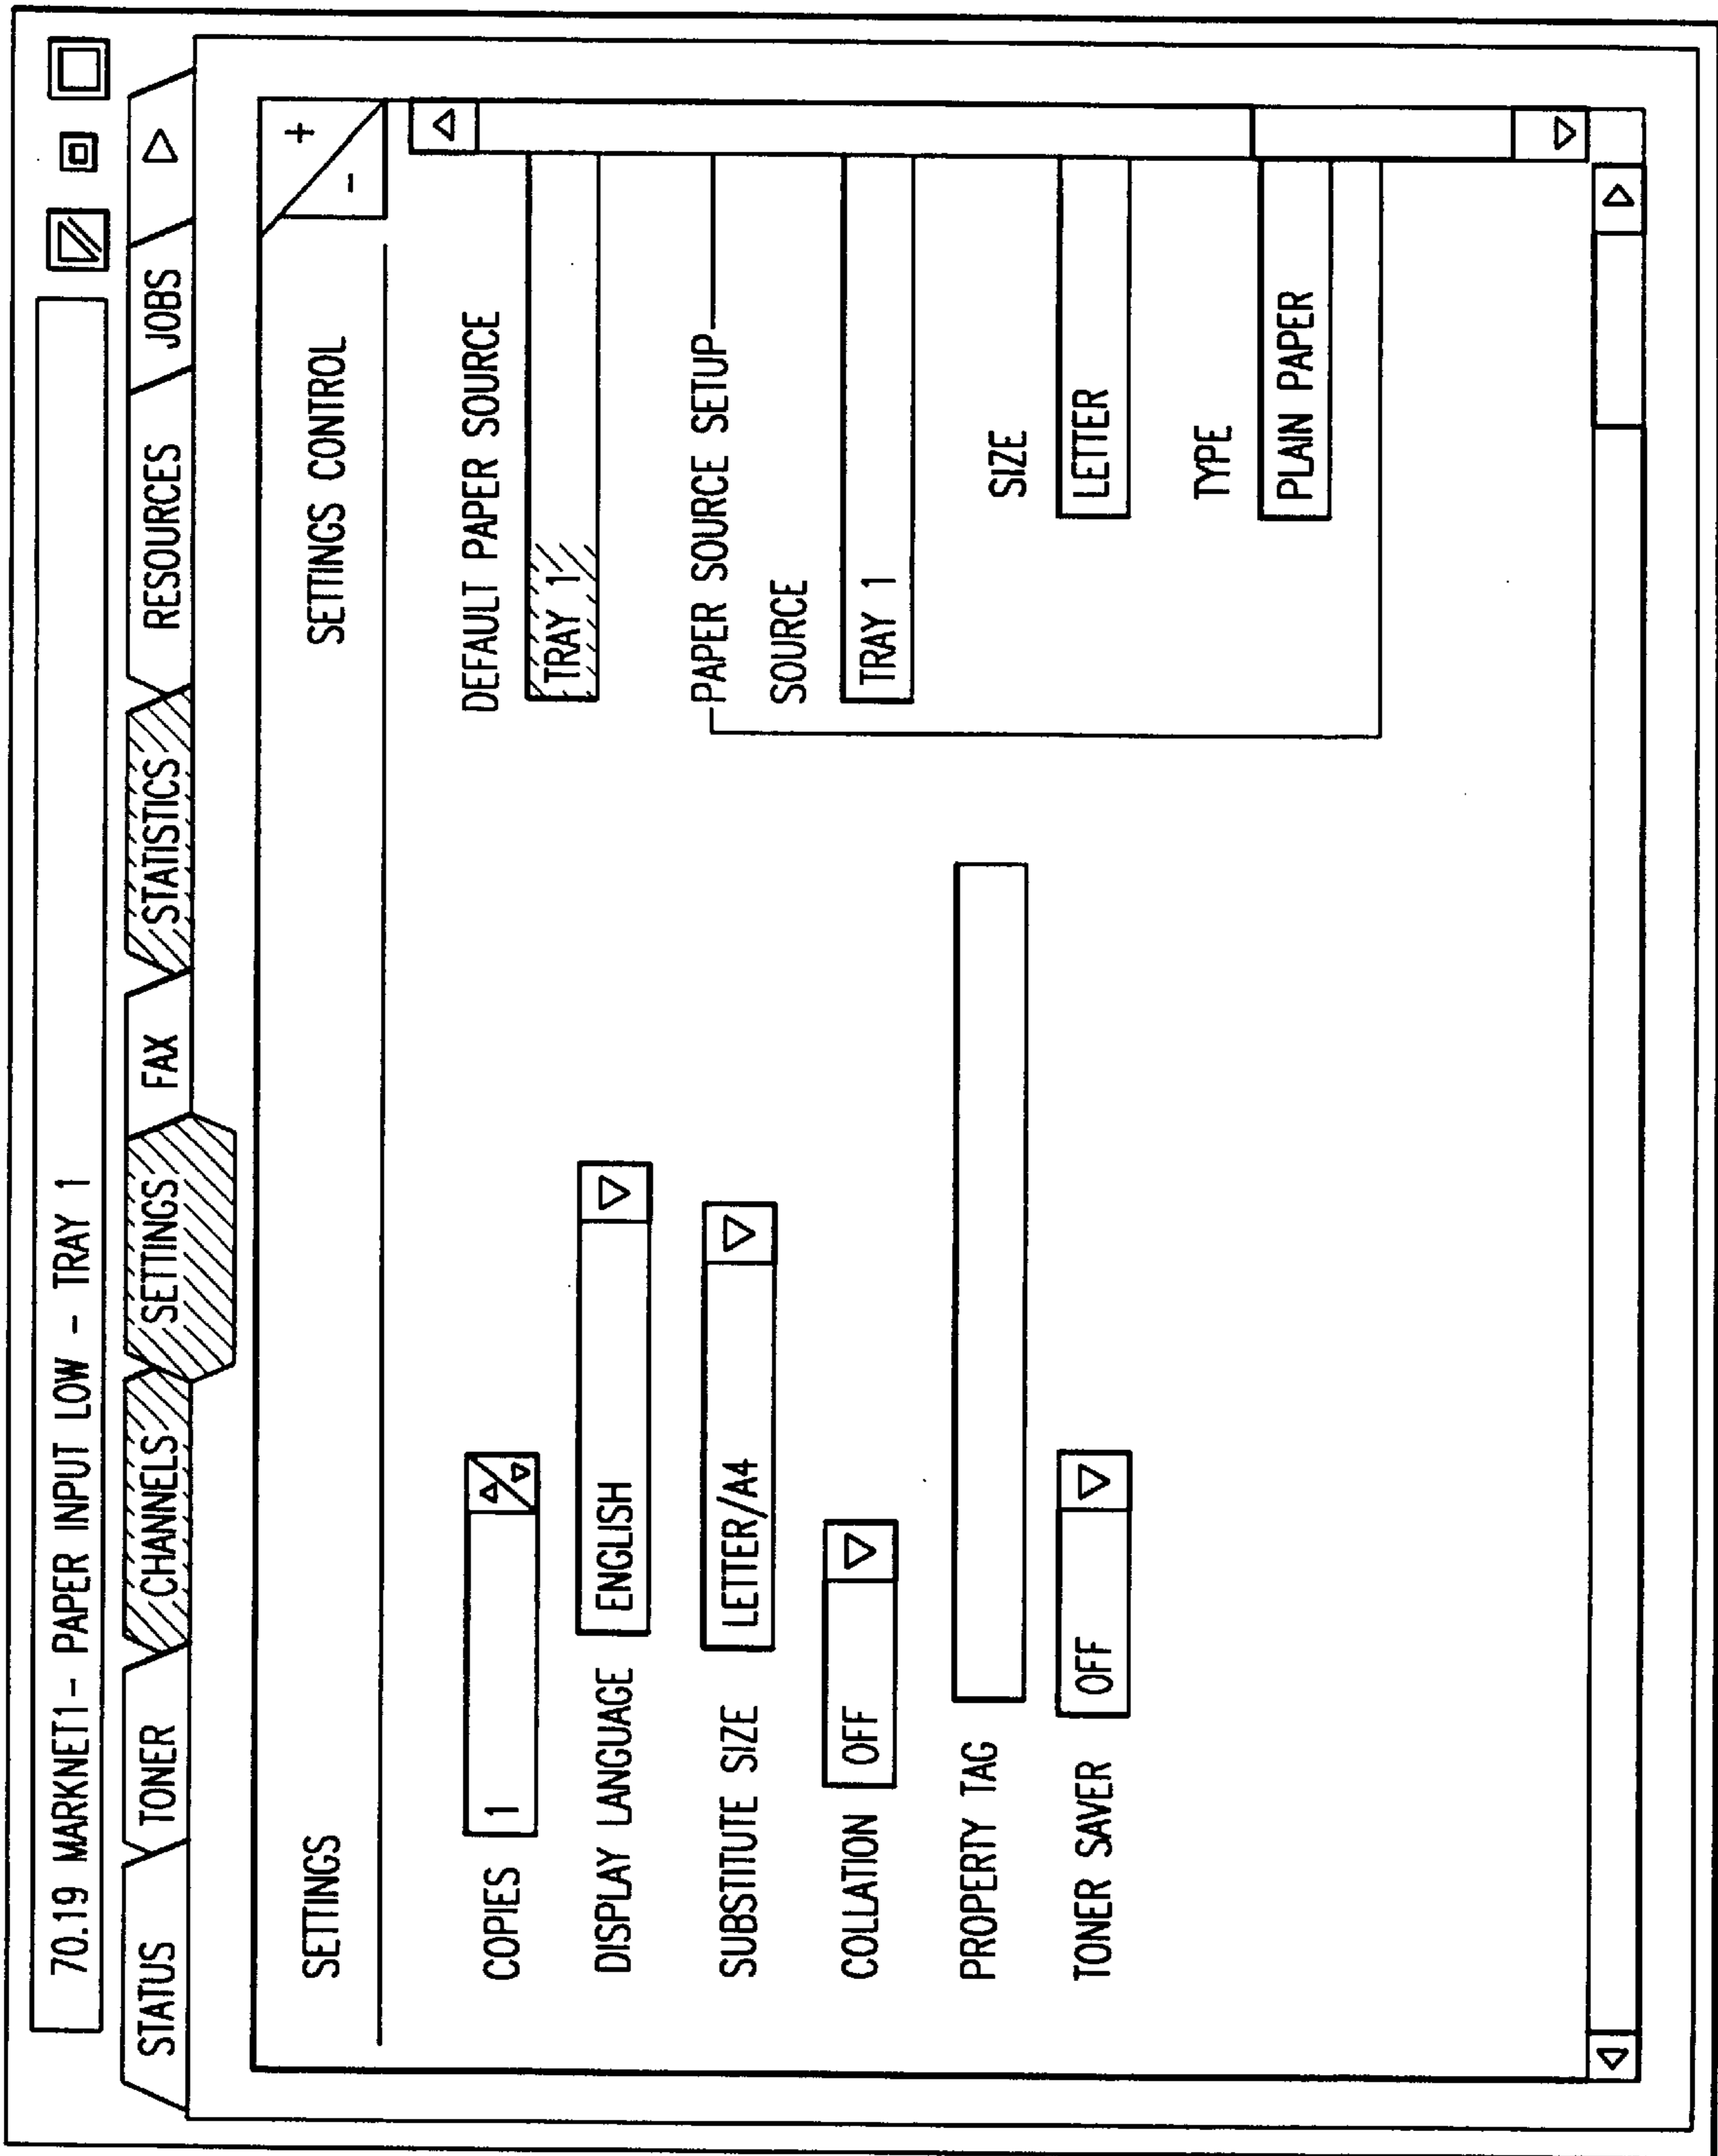 70.19 MARKNET1- PAPER INPUT LOW - TRAY 1
STATUS TONER CHANNELS SETTINGS FAX STATISTICS RESOURCES JOBS
SETTINGS SETTINGS CONTROL
+
-
COPIES 1
DISPLAY LANGUAGE ENGLISH
SUBSTITUTE SIZE LETTER/A4
COLLATION OFF
PROPERTY TAG
TONER SAVER OFF
DEFAULT PAPER SOURCE
TRAY 1
PAPER SOURCE SETUP
SOURCE
TRAY 1
SIZE
LETTER
TYPE
PLAIN PAPER